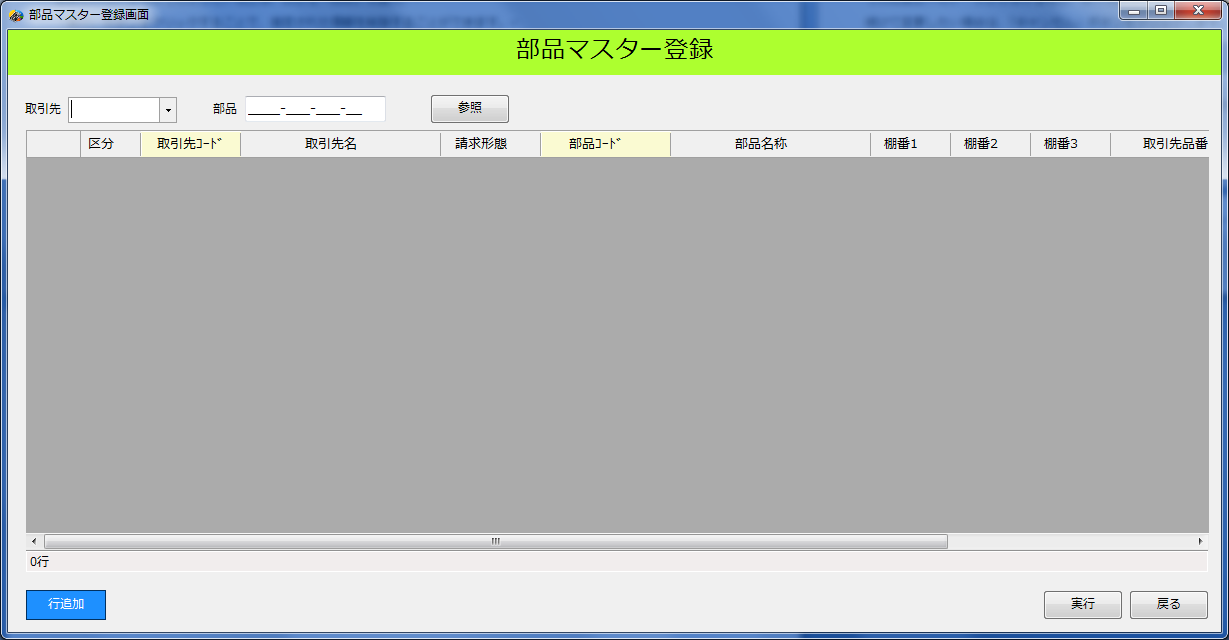 部品マスター登録画面
部品マスター登録
取引先 部品 _____-____-____-__ 参照
区分 取引先ｺｰﾄﾞ 取引先名 請求形態 部品ｺｰﾄﾞ 部品名称 棚番1 棚番2 棚番3 取引先品番
0行
行追加 実行 戻る